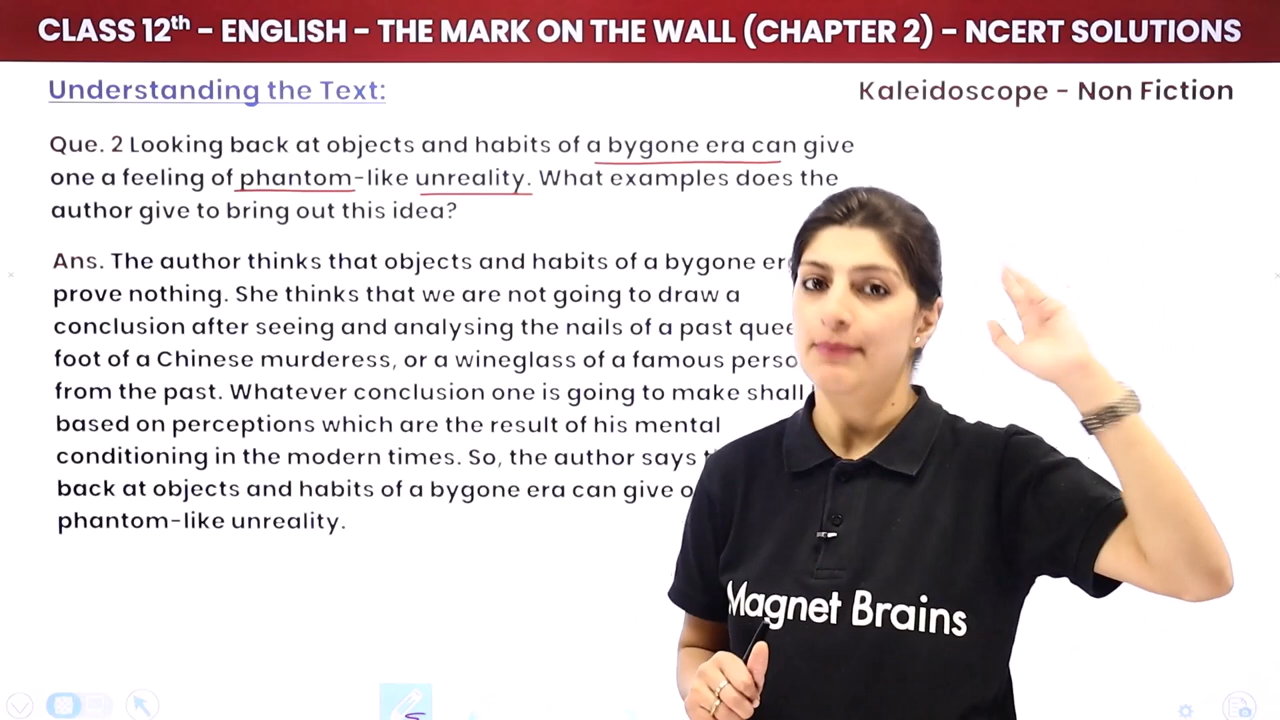 CLASS 12th – ENGLISH – THE MARK ON THE WALL (CHAPTER 2) – NCERT SOLUTIONS
Understanding the Text:
Kaleidoscope - Non Fiction
Que. 2 Looking back at objects and habits of a bygone era can give
one a feeling of phantom-like unreality. What examples does the
author give to bring out this idea?
Ans. The author thinks that objects and habits of a bygone
prove nothing. She thinks that we are not going to draw a
conclusion after seeing and analysing the nails of a past
foot of a Chinese murderess, or a wineglass of a famous
from the past. Whatever conclusion one is going to make shall
based on perceptions which are the result of his mental
conditioning in the modern times. So, the author says
back at objects and habits of a bygone era can give
phantom-like unreality.
Magnet Brains